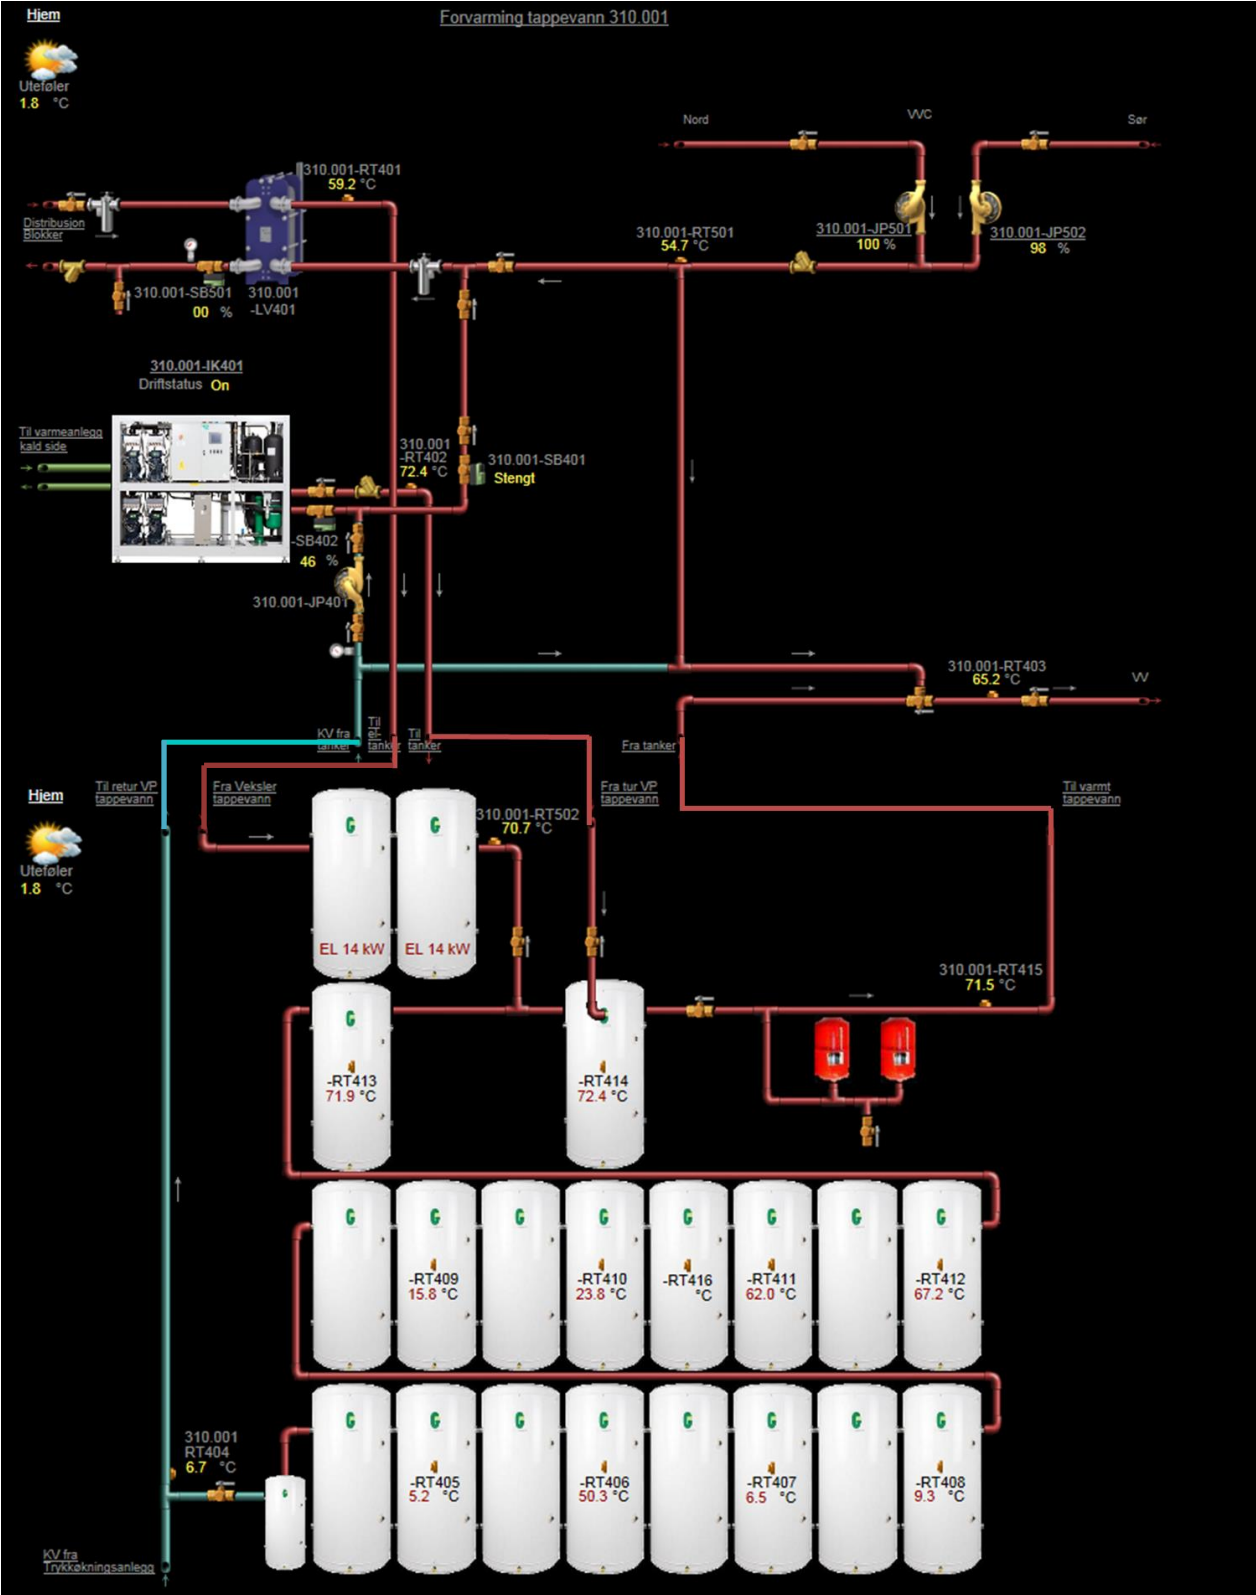 Hjem
Forvarming tappevann 310.001
Uteføler
1.8 °C
Nord
VVC
Sør
310.001-RT401
59.2 °C
Distribusjon
Blokker
310.001-RT501
54.7 °C
310.001-JP501
100 %
310.001-JP502
98 %
310.001-SB501
00 %
310.001
-LV401
310.001-IK401
Driftstatus On
Til varmeanlegg
kald side
310.001
-RT402
72.4 °C
310.001-SB401
Stengt
-SB402
46 %
310.001-JP401
310.001-RT403
65.2 °C
VV
KV fra
tanker
Til
el-
tanker
Til
tanker
Fra tanker
Hjem
Til retur VP
tappevann
Fra Veksler
tappevann
Fra tur VP
tappevann
Til varmt
tappevann
Uteføler
1.8 °C
310.001-RT502
70.7 °C
EL 14 kW
EL 14 kW
310.001-RT415
71.5 °C
-RT413
71.9 °C
-RT414
72.4 °C
-RT409
15.8 °C
-RT410
23.8 °C
-RT416
°C
-RT411
62.0 °C
-RT412
67.2 °C
310.001
RT404
6.7 °C
-RT405
5.2 °C
-RT406
50.3 °C
-RT407
6.5 °C
-RT408
9.3 °C
KV fra
Trykkøkningsanlegg